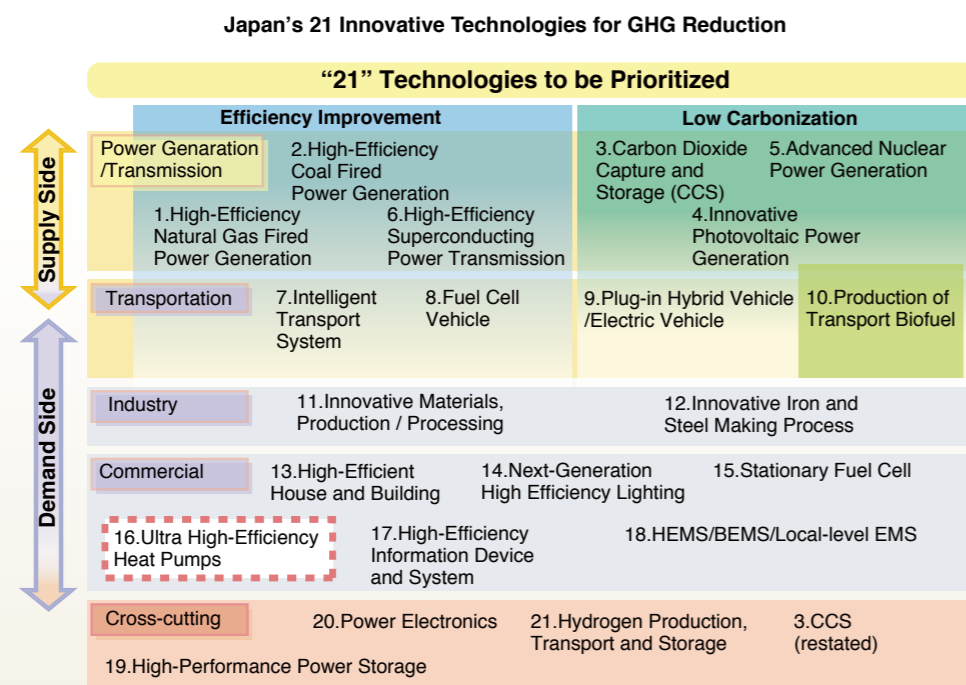 Japan's 21 Innovative Technologies for GHG Reduction
“21” Technologies to be Prioritized
Efficiency Improvement
Low Carbonization
Supply Side
Power Genaration
/Transmission
2.High-Efficiency
Coal Fired
Power Generation
3.Carbon Dioxide
Capture and
Storage (CCS)
5.Advanced Nuclear
Power Generation
1.High-Efficiency
Natural Gas Fired
Power Generation
6.High-Efficiency
Superconducting
Power Transmission
4.Innovative
Photovoltaic Power
Generation
Transportation
7.Intelligent
Transport
System
8.Fuel Cell
Vehicle
9.Plug-in Hybrid Vehicle
/Electric Vehicle
10.Production of
Transport Biofuel
Demand Side
Industry
11.Innovative Materials,
Production / Processing
12.Innovative Iron and
Steel Making Process
Commercial
13.High-Efficient
House and Building
14.Next-Generation
High Efficiency Lighting
15.Stationary Fuel Cell
16.Ultra High-Efficiency
Heat Pumps
17.High-Efficiency
Information Device
and System
18.HEMS/BEMS/Local-level EMS
Cross-cutting
20.Power Electronics
21.Hydrogen Production,
Transport and Storage
3.CCS
(restated)
19.High-Performance Power Storage